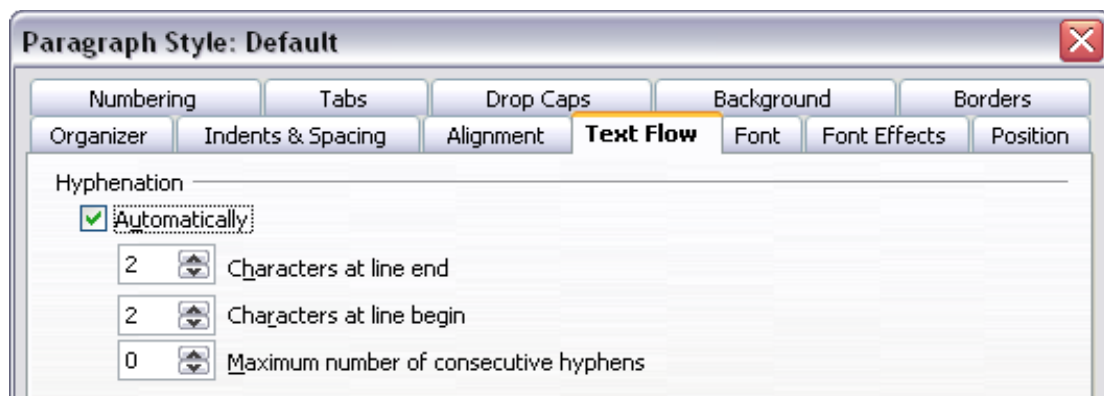 Paragraph Style: Default
Numbering Tabs Drop Caps Background Borders
Organizer Indents & Spacing Alignment Text Flow Font Font Effects Position
Hyphenation
Automatically
2 Characters at line end
2 Characters at line begin
0 Maximum number of consecutive hyphens